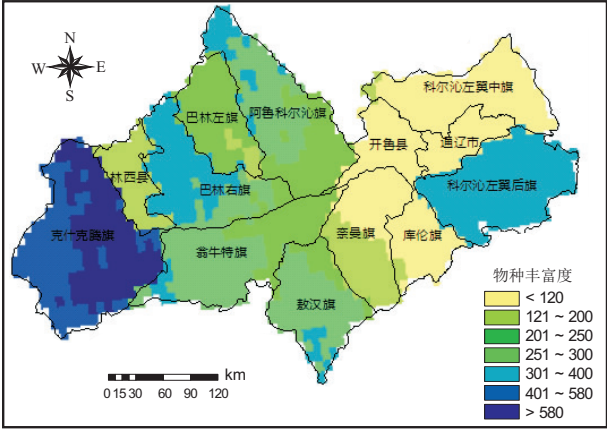 N
W E
S
科尔沁左翼中旗
阿鲁科尔沁旗
巴林左旗
开鲁县
通辽市
林西县
巴林右旗
科尔沁左翼后旗
克什克腾旗
奈曼旗
库伦旗
翁牛特旗
敖汉旗
物种丰富度
< 120
121 ~ 200
201 ~ 250
251 ~ 300
301 ~ 400
401 ~ 580
> 580
km
0 15 30 60 90 120